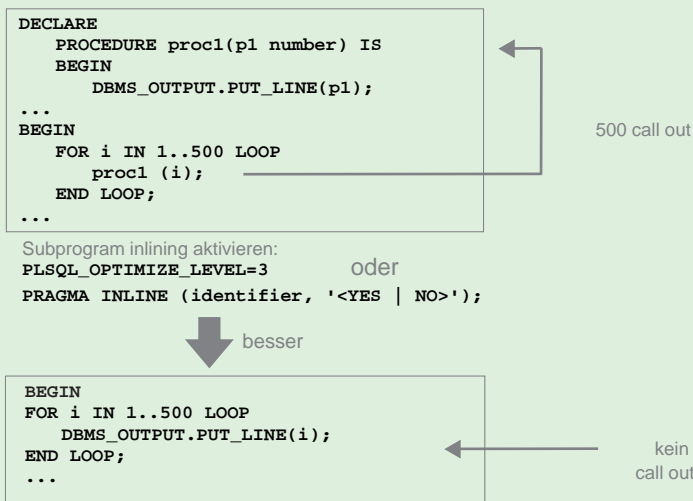 DECLARE
PROCEDURE proc1(p1 number) IS
BEGIN
DBMS_OUTPUT.PUT_LINE(p1);
...
BEGIN
FOR i IN 1..500 LOOP
proc1 (i);
END LOOP;
...
500 call out
Subprogram inlining aktivieren:
PLSQL_OPTIMIZE_LEVEL=3 oder
PRAGMA INLINE (identifier, '<YES | NO>');
besser
BEGIN
FOR i IN 1..500 LOOP
DBMS_OUTPUT.PUT_LINE(i);
END LOOP;
...
kein
call out